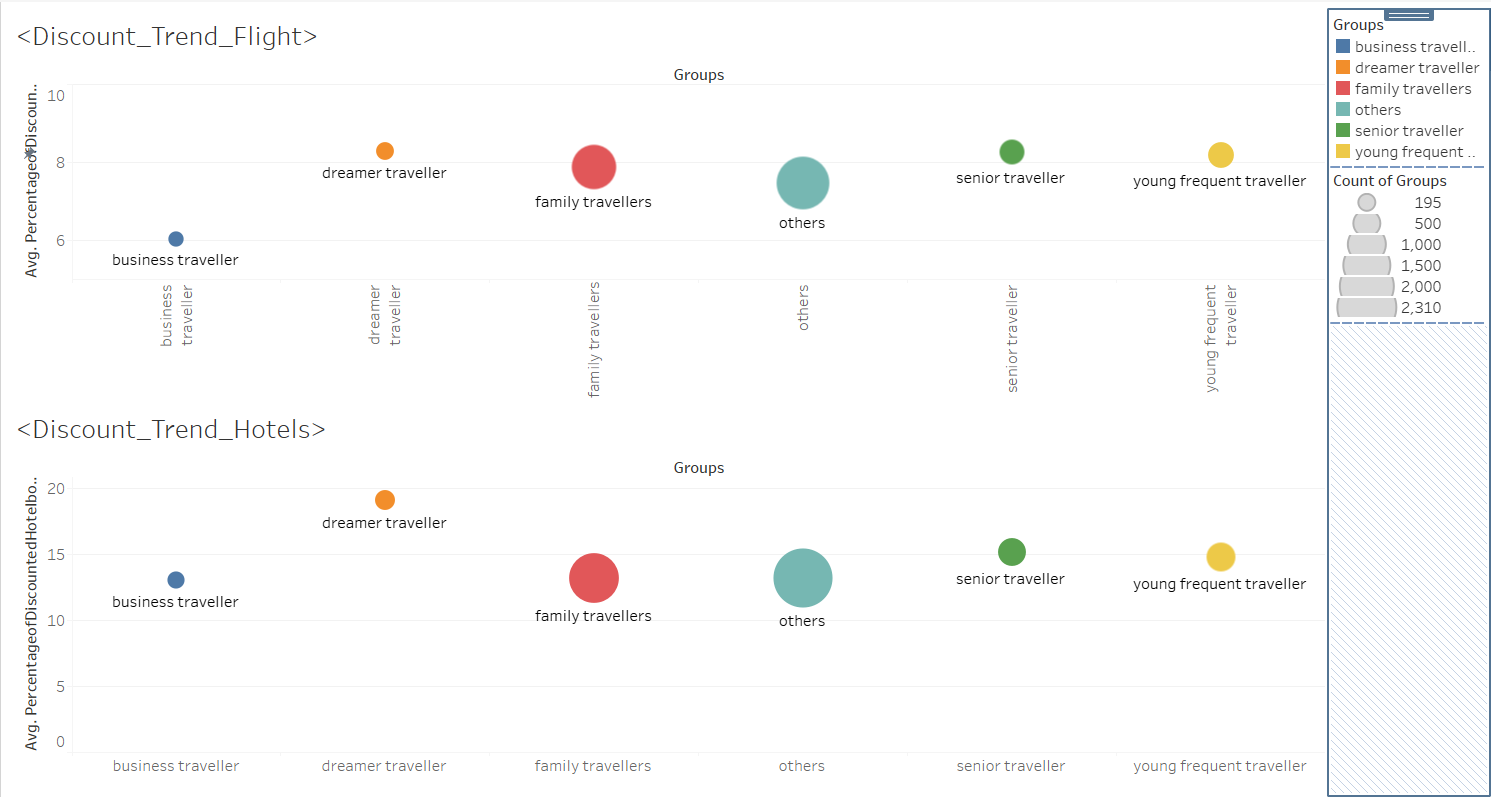 <Discount_Trend_Flight>
Groups
Avg. PercentageofDiscoun..
10
8
6
business traveller
dreamer traveller
family travellers
others
senior traveller
young frequent traveller
business
traveller
dreamer
traveller
family travellers
others
senior traveller
young frequent
traveller
<Discount_Trend_Hotels>
Groups
Avg. PercentageofDiscountedHotelbo..
20
15
10
5
0
dreamer traveller
business traveller
family travellers
others
senior traveller
young frequent traveller
business traveller
dreamer traveller
family travellers
others
senior traveller
young frequent traveller
Groups
business travell..
dreamer traveller
family travellers
others
senior traveller
young frequent ..
Count of Groups
195
500
1,000
1,500
2,000
2,310